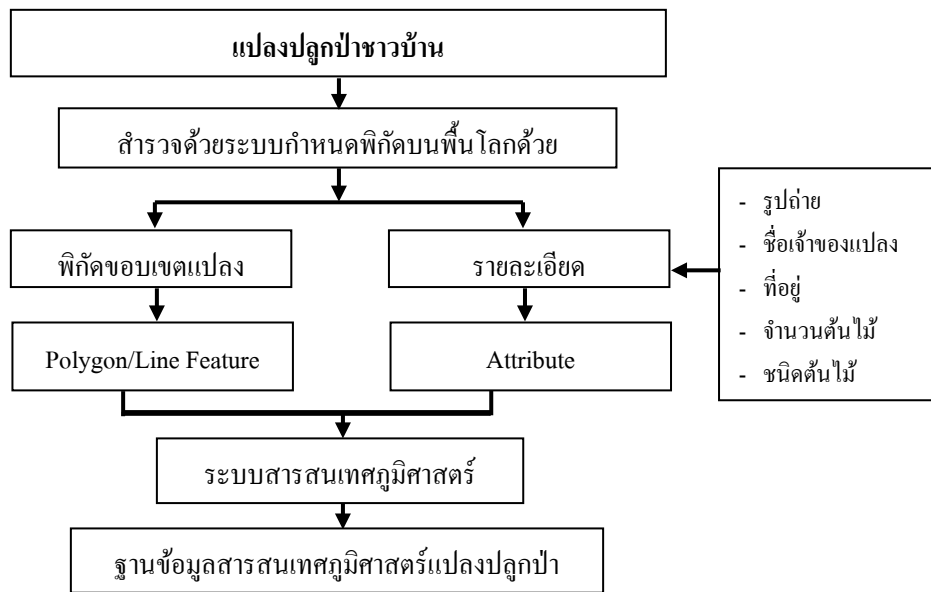 แปลงปลูกป่าชาวบ้าน
สำรวจด้วยระบบกำหนดพิกัดบนพื้นโลกด้วย
พิกัดขอบเขตแปลง
รายละเอียด
- รูปถ่าย
- ชื่อเจ้าของแปลง
- ที่อยู่
- จำนวนต้นไม้
- ชนิดต้นไม้
Polygon/Line Feature
Attribute
ระบบสารสนเทศภูมิศาสตร์
ฐานข้อมูลสารสนเทศภูมิศาสตร์แปลงปลูกป่า